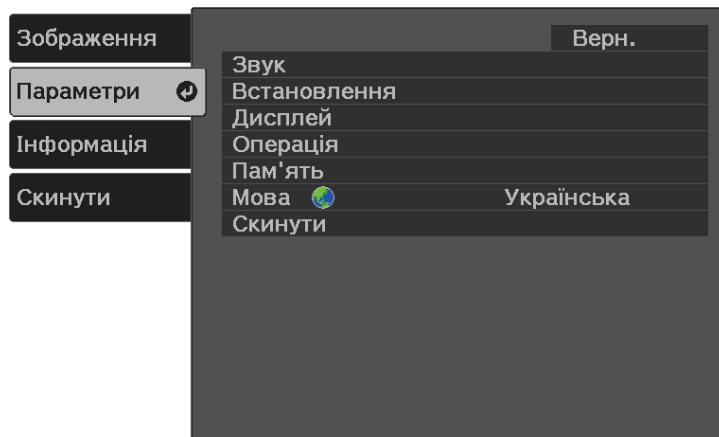 Зображення
Параметри
Інформація
Скинути
Верн.
Звук
Встановлення
Дисплей
Операція
Пам'ять
Мова Українська
Скинути